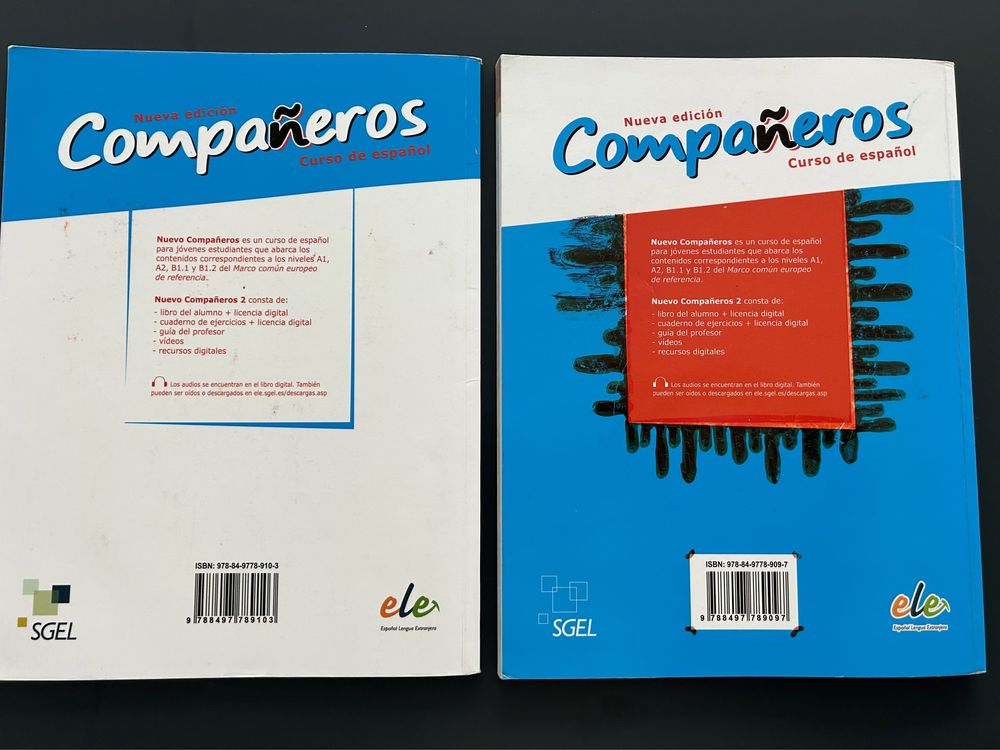 Nueva edición
Compañeros
Curso de español
Nuevo Compañeros es un curso de español
para jóvenes estudiantes que abarca los
contenidos correspondientes a los niveles A1,
A2, B1.1 y B1.2 del Marco común europeo
de referencia.
Nuevo Compañeros 2 consta de:
- libro del alumno + licencia digital
- cuaderno de ejercicios + licencia digital
- guía del profesor
- vídeos
- recursos digitales
Los audios se encuentran en el libro digital. También
pueden ser oídos o descargados en ele.sgel.es/descargas.asp
SGEL
ISBN: 978-84-9778-910-3
9 788497 789103
ele
Español Lengua Extranjera
Nueva edición
Compañeros
Curso de español
Nuevo Compañeros es un curso de español
para jóvenes estudiantes que abarca los
contenidos correspondientes a los niveles A1,
A2, B1.1 y B1.2 del Marco común europeo
de referencia.
Nuevo Compañeros 2 consta de:
- libro del alumno + licencia digital
- cuaderno de ejercicios + licencia digital
- guía del profesor
- vídeos
- recursos digitales
Los audios se encuentran en el libro digital. También
pueden ser oídos o descargados en ele.sgel.es/descargas.asp
SGEL
ISBN: 978-84-9778-909-7
9 788497 789097
ele
Español Lengua Extranjera